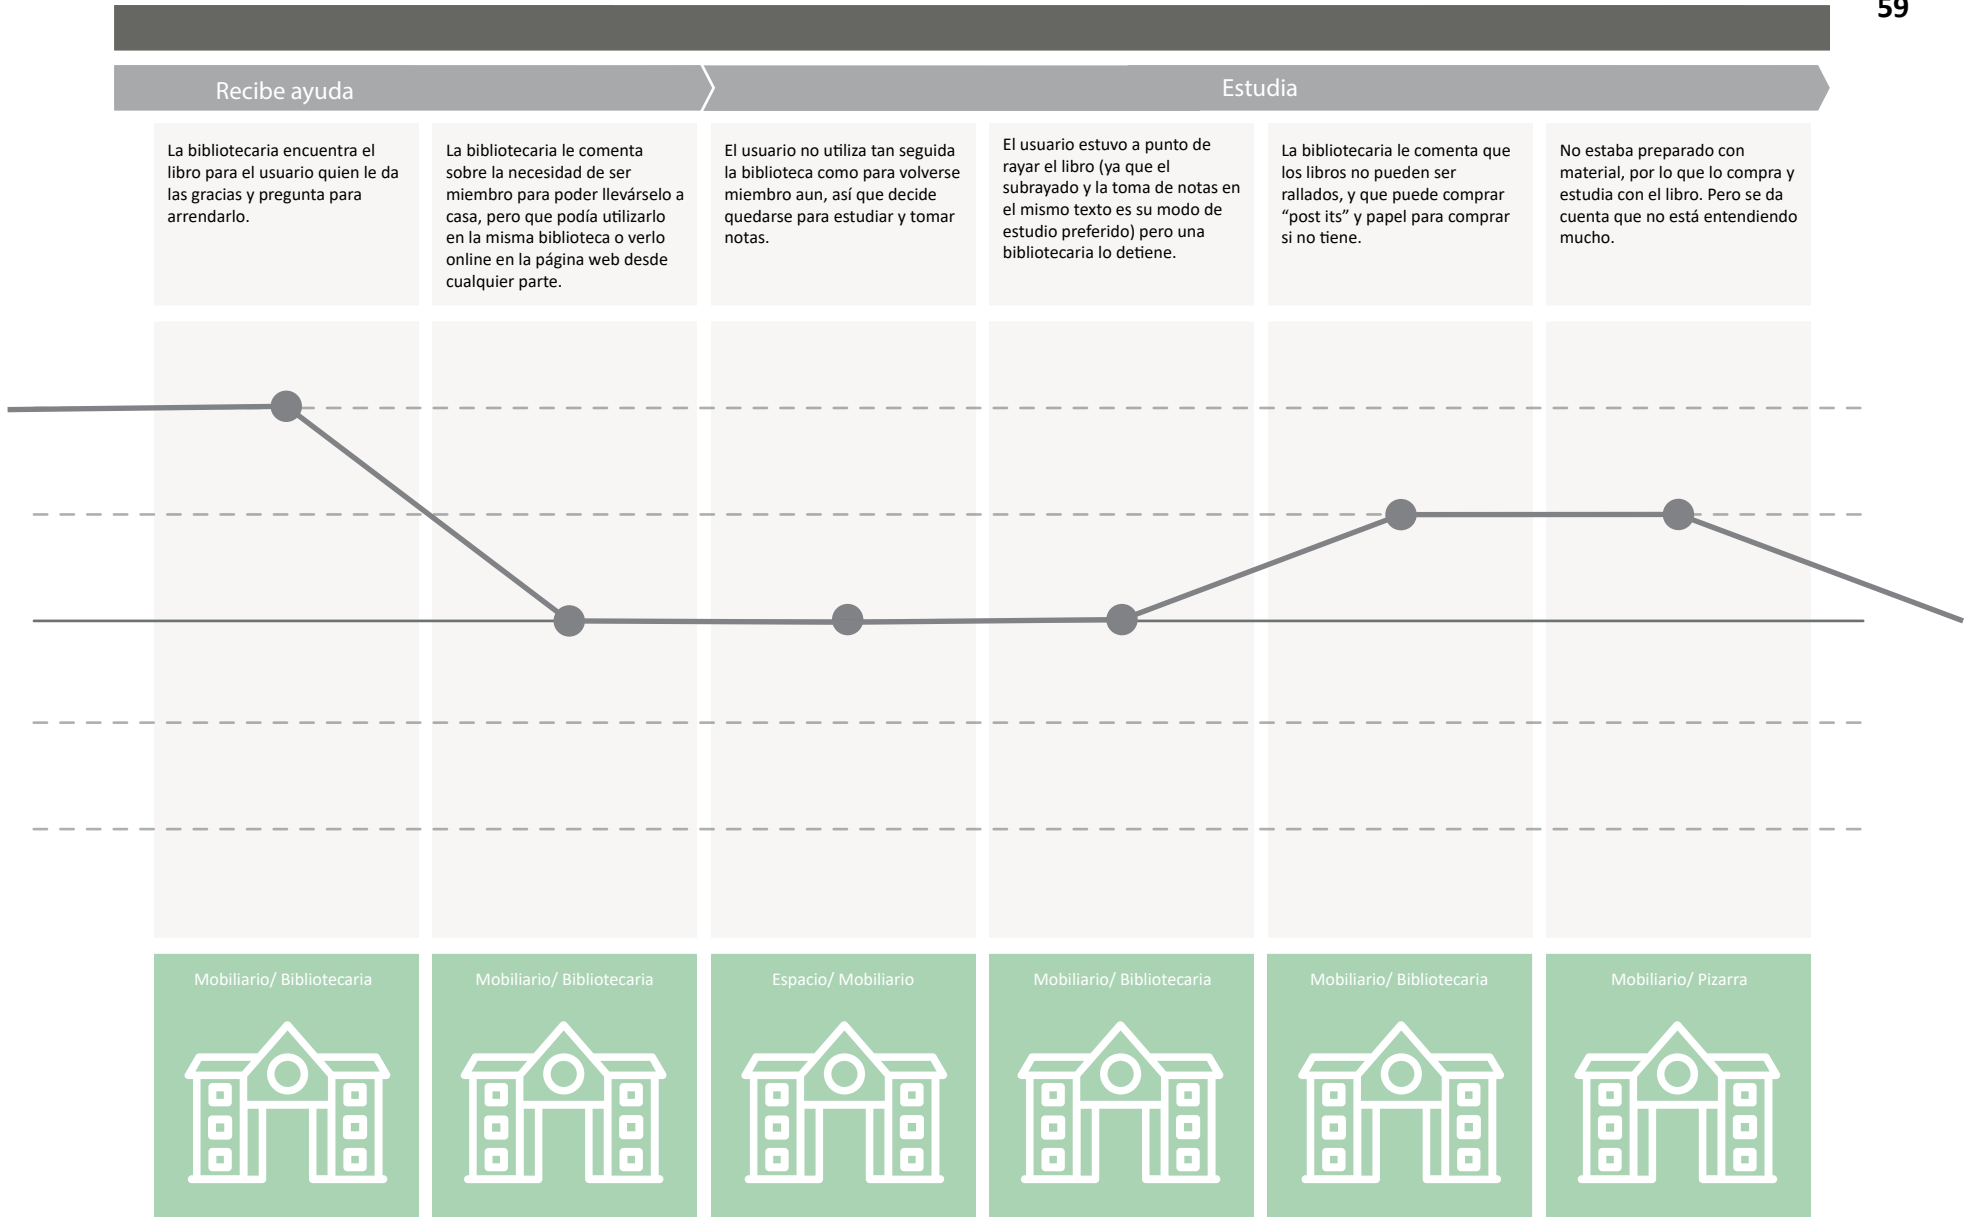 59
Recibe ayuda
Estudia
La bibliotecaria encuentra el
libro para el usuario quien le da
las gracias y pregunta para
arrendarlo.
La bibliotecaria le comenta
sobre la necesidad de ser
miembro para poder llevárselo a
casa, pero que podía utilizarlo
en la misma biblioteca o verlo
online en la página web desde
cualquier parte.
El usuario no utiliza tan seguida
la biblioteca como para volverse
miembro aun, así que decide
quedarse para estudiar y tomar
notas.
El usuario estuvo a punto de
rayar el libro (ya que el
subrayado y la toma de notas en
el mismo texto es su modo de
estudio preferido) pero una
bibliotecaria lo detiene.
La bibliotecaria le comenta que
los libros no pueden ser
rallados, y que puede comprar
“post its” y papel para comprar
si no tiene.
No estaba preparado con
material, por lo que lo compra y
estudia con el libro. Pero se da
cuenta que no está entendiendo
mucho.
Mobiliario/ Bibliotecaria
Mobiliario/ Bibliotecaria
Espacio/ Mobiliario
Mobiliario/ Bibliotecaria
Mobiliario/ Bibliotecaria
Mobiliario/ Pizarra